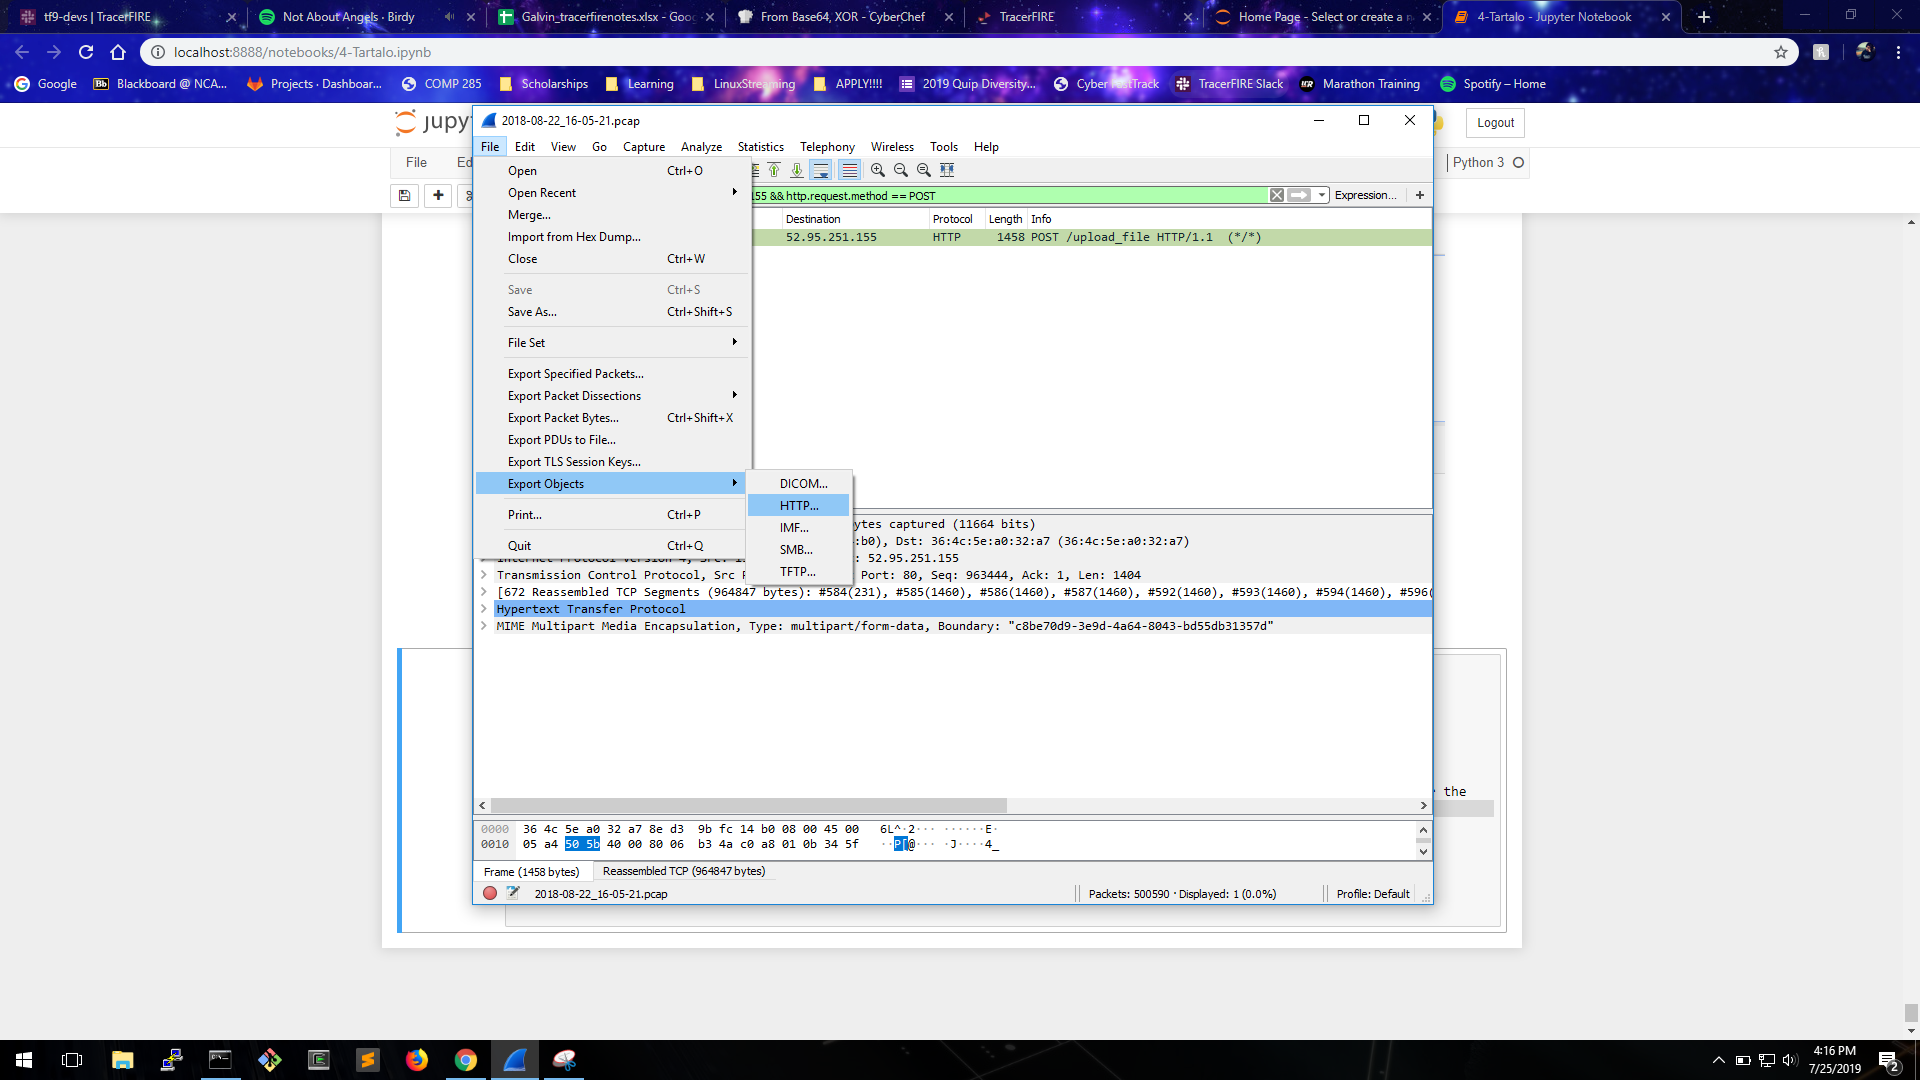 tf9-devs | TracerFIRE
Not About Angels · Birdy
Galvin_tracerfirenotes.xlsx - Goog
From Base64, XOR - CyberChef
TracerFIRE
Home Page - Select or create a n
4-Tartalo - Jupyter Notebook
localhost:8888/notebooks/4-Tartalo.ipynb
Google
Bb Blackboard @ NCA...
Projects · Dashboar...
COMP 285
Scholarships
Learning
LinuxStreaming
APPLY!!!!
2019 Quip Diversity...
Cyber FastTrack
TracerFIRE Slack
Marathon Training
Spotify – Home
jupyt
Logout
File
Ed
Python 3
2018-08-22_16-05-21.pcap
File Edit View Go Capture Analyze Statistics Telephony Wireless Tools Help
155 && http.request.method == POST
Expression...
Destination Protocol Length Info
52.95.251.155 HTTP 1458 POST /upload_file HTTP/1.1 (*/*)
Open Ctrl+O
Open Recent
Merge...
Import from Hex Dump...
Close Ctrl+W
Save Ctrl+S
Save As... Ctrl+Shift+S
File Set
Export Specified Packets...
Export Packet Dissections
Export Packet Bytes... Ctrl+Shift+X
Export PDUs to File...
Export TLS Session Keys...
Export Objects
Print... Ctrl+P
Quit Ctrl+Q
DICOM...
HTTP...
IMF...
SMB...
TFTP...
ytes captured (11664 bits)
:b0), Dst: 36:4c:5e:a0:32:a7 (36:4c:5e:a0:32:a7)
: 52.95.251.155
Transmission Control Protocol, Src P Port: 80, Seq: 963444, Ack: 1, Len: 1404
[672 Reassembled TCP Segments (964847 bytes): #584(231), #585(1460), #586(1460), #587(1460), #592(1460), #593(1460), #594(1460), #596(
Hypertext Transfer Protocol
MIME Multipart Media Encapsulation, Type: multipart/form-data, Boundary: "c8be70d9-3e9d-4a64-8043-bd55db31357d"
the
0000 36 4c 5e a0 32 a7 8e d3 9b fc 14 b0 08 00 45 00 6L^·2··· ······E·
0010 05 a4 50 5b 40 00 80 06 b3 4a c0 a8 01 0b 34 5f ··P[@··· ·J····4_
Frame (1458 bytes) Reassembled TCP (964847 bytes)
2018-08-22_16-05-21.pcap
Packets: 500590 · Displayed: 1 (0.0%)
Profile: Default
4:16 PM
7/25/2019
2